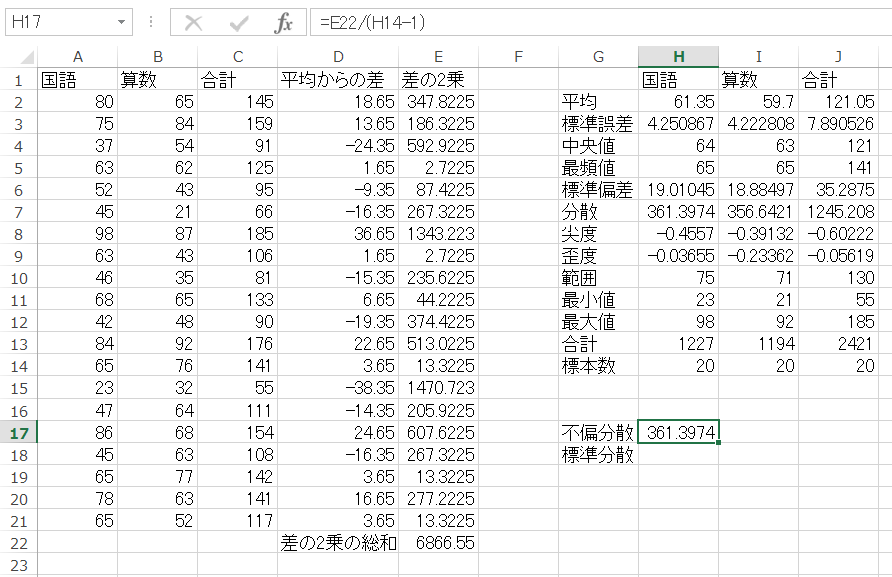 H17 =E22/(H14-1)
A B C D E F G H I J
1 国語 算数 合計 平均からの差 差の2乗 国語 算数 合計
2 80 65 145 18.65 347.8225 平均 61.35 59.7 121.05
3 75 84 159 13.65 186.3225 標準誤差 4.250867 4.222808 7.890526
4 37 54 91 -24.35 592.9225 中央値 64 63 121
5 63 62 125 1.65 2.7225 最頻値 65 65 141
6 52 43 95 -9.35 87.4225 標準偏差 19.01045 18.88497 35.2875
7 45 21 66 -16.35 267.3225 分散 361.3974 356.6421 1245.208
8 98 87 185 36.65 1343.223 尖度 -0.4557 -0.39132 -0.60222
9 63 43 106 1.65 2.7225 歪度 -0.03655 -0.23362 -0.05619
10 46 35 81 -15.35 235.6225 範囲 75 71 130
11 68 65 133 6.65 44.2225 最小値 23 21 55
12 42 48 90 -19.35 374.4225 最大値 98 92 185
13 84 92 176 22.65 513.0225 合計 1227 1194 2421
14 65 76 141 3.65 13.3225 標本数 20 20 20
15 23 32 55 -38.35 1470.723
16 47 64 111 -14.35 205.9225
17 86 68 154 24.65 607.6225 不偏分散 361.3974
18 45 63 108 -16.35 267.3225 標準分散
19 65 77 142 3.65 13.3225
20 78 63 141 16.65 277.2225
21 65 52 117 3.65 13.3225
22 差の2乗の総和 6866.55
23